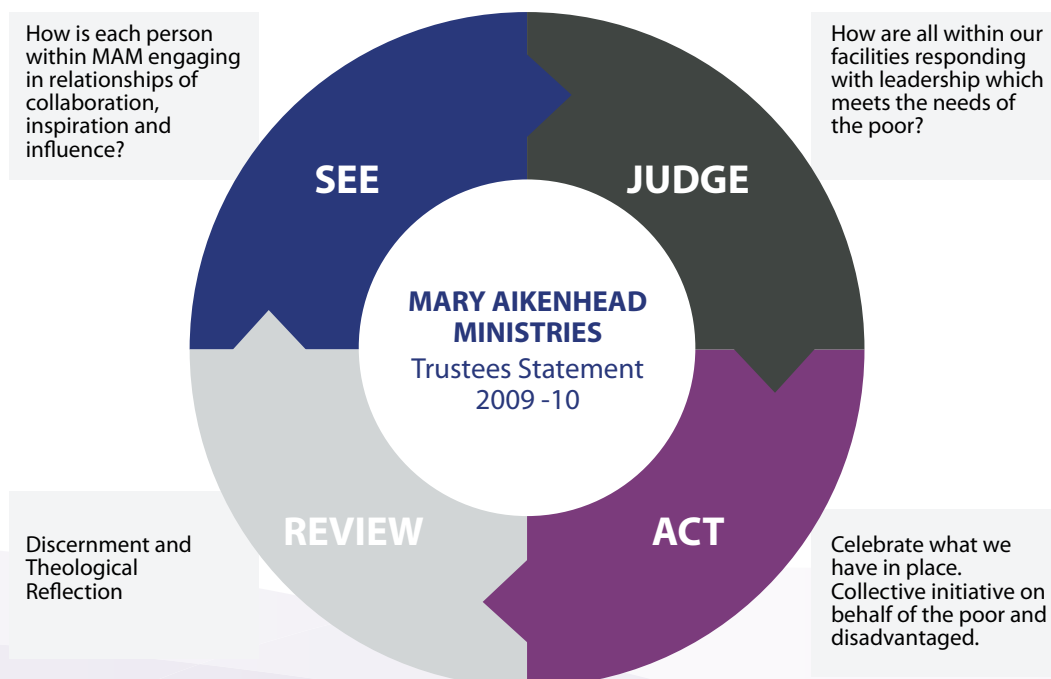 How is each person
within MAM engaging
in relationships of
collaboration,
inspiration and
influence?
How are all within our
facilities responding
with leadership which
meets the needs of
the poor?
SEE
JUDGE
MARY AIKENHEAD
MINISTRIES
Trustees Statement
2009 -10
REVIEW
ACT
Discernment and
Theological
Reflection
Celebrate what we
have in place.
Collective initiative on
behalf of the poor and
disadvantaged.